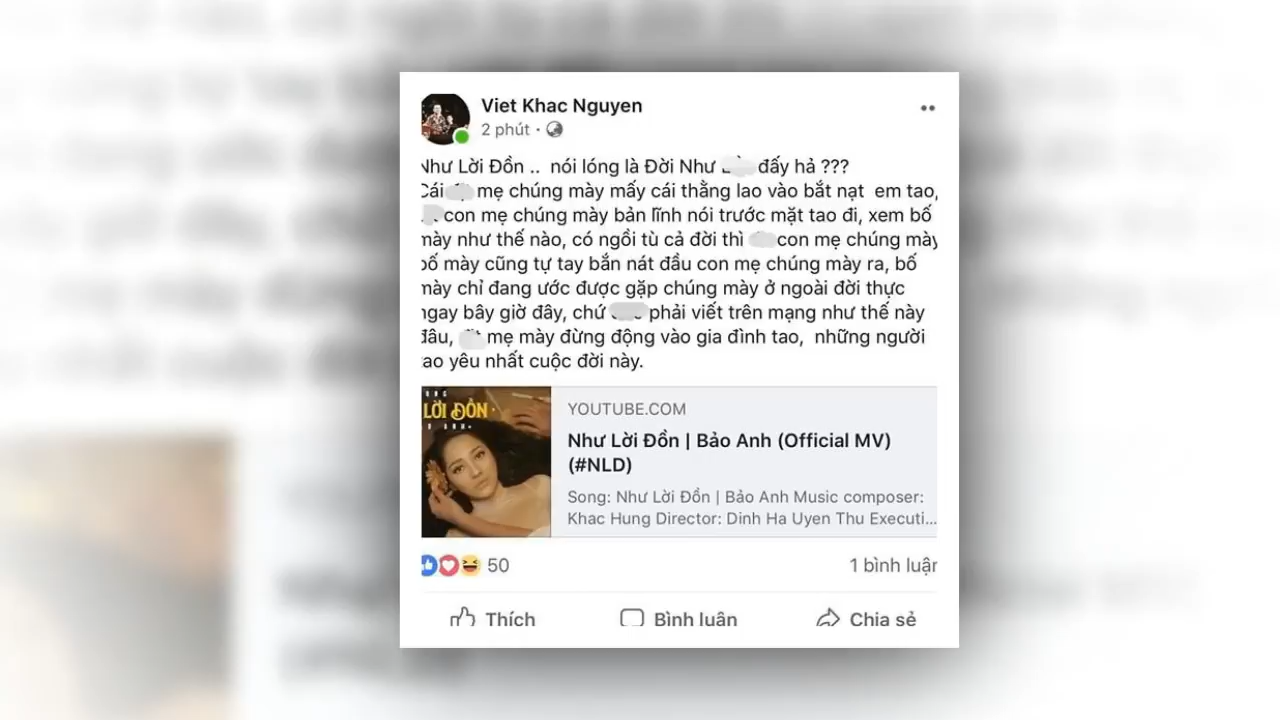 Viet Khac Nguyen
2 phút
Như Lời Đồn .. nói lóng là Đời Như đấy hả ???
Cái mẹ chúng mày mấy cái thằng lao vào bắt nạt em tao,
con mẹ chúng mày bản lĩnh nói trước mặt tao đi, xem bố
mày như thế nào, có ngồi tù cả đời thì con mẹ chúng mày
bố mày cũng tự tay bắn nát đầu con mẹ chúng mày ra, bố
mày chỉ đang ước được gặp chúng mày ở ngoài đời thực
ngay bây giờ đây, chứ phải viết trên mạng như thế này
đâu, mẹ mày đừng động vào gia đình tao, những người
tao yêu nhất cuộc đời này.
LỜI ĐỒN
YOUTUBE.COM
Như Lời Đồn | Bảo Anh (Official MV)
(#NLD)
Song: Như Lời Đồn | Bảo Anh Music composer:
Khac Hung Director: Dinh Ha Uyen Thu Executi...
50
1 bình luận
Thích
Bình luận
Chia sẻ